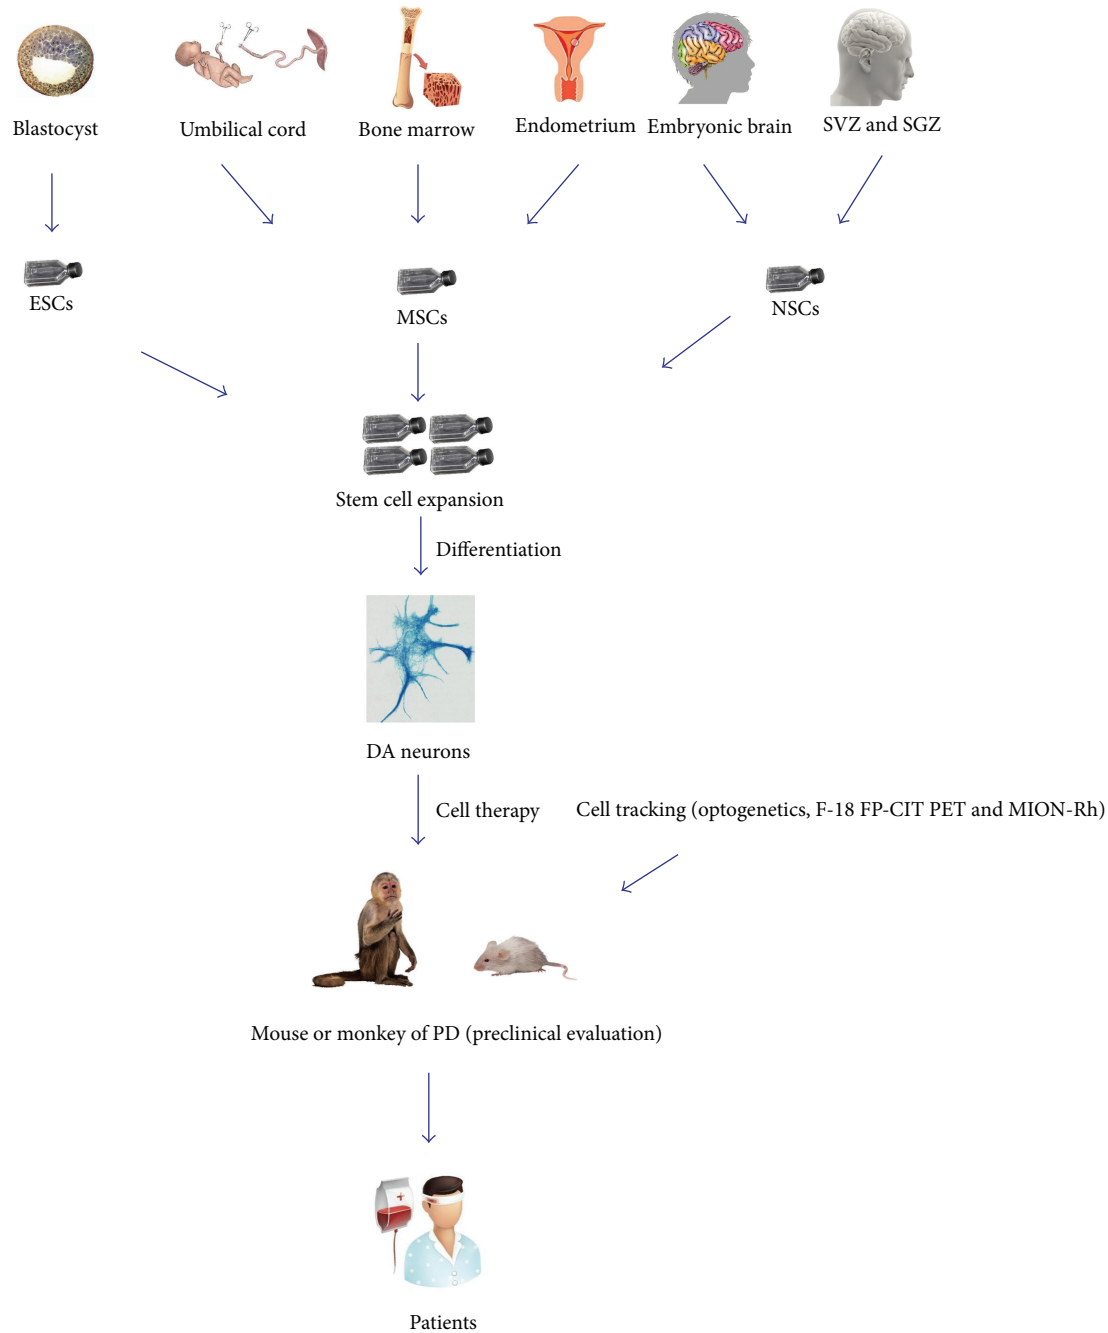 Blastocyst
Umbilical cord
Bone marrow
Endometrium
Embryonic brain
SVZ and SGZ
ESCs
MSCs
NSCs
Stem cell expansion
Differentiation
DA neurons
Cell therapy
Cell tracking (optogenetics, F-18 FP-CIT PET and MION-Rh)
Mouse or monkey of PD (preclinical evaluation)
Patients